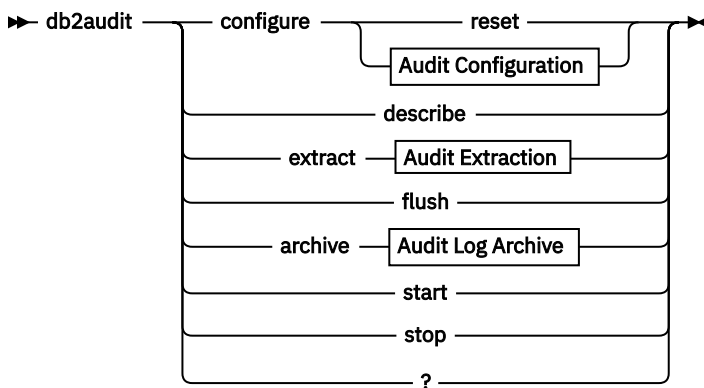 db2audit configure reset
Audit Configuration
describe
extract Audit Extraction
flush
archive Audit Log Archive
start
stop
?